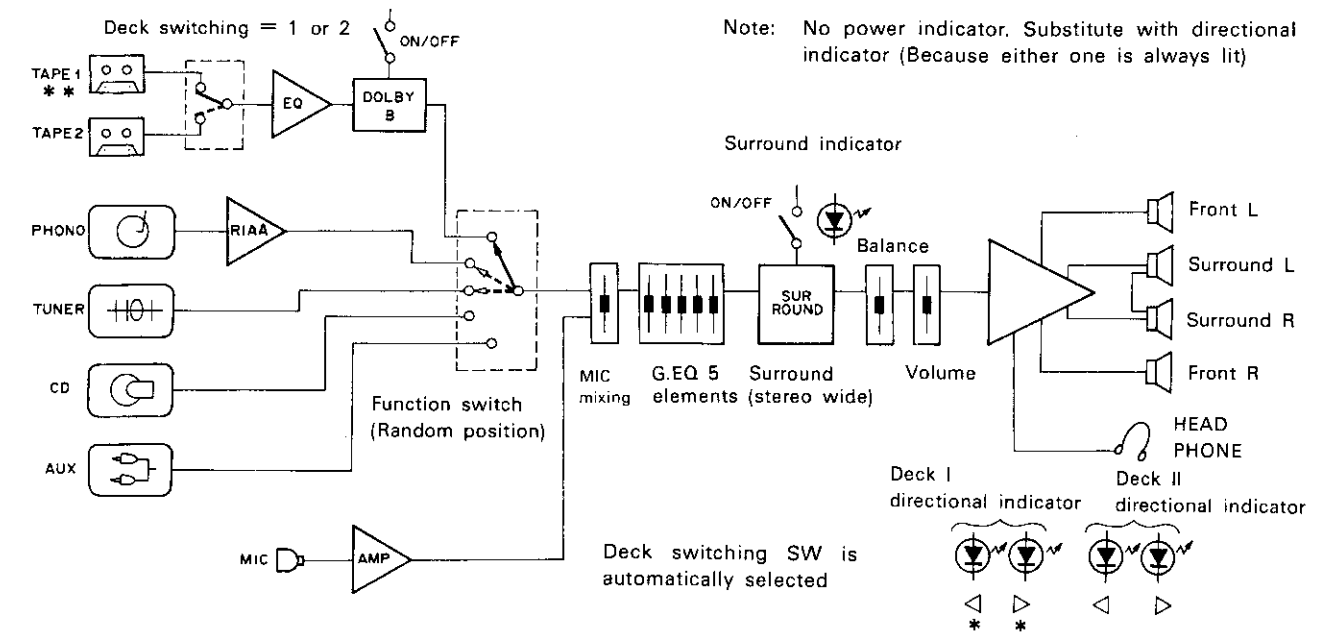 Deck switching = 1 or 2
ON/OFF
Note: No power indicator. Substitute with directional
indicator (Because either one is always lit)
TAPE 1
* *
TAPE 2
EQ
DOLBY
B
Surround indicator
ON/OFF
PHONO
RIAA
Balance
Front L
Surround L
TUNER
SUR
ROUND
Surround R
CD
Function switch
(Random position)
MIC
mixing
G.EQ 5
elements
Surround
(stereo wide)
Volume
Front R
HEAD
PHONE
AUX
Deck I
directional indicator
Deck II
directional indicator
MIC
AMP
Deck switching SW is
automatically selected
* *